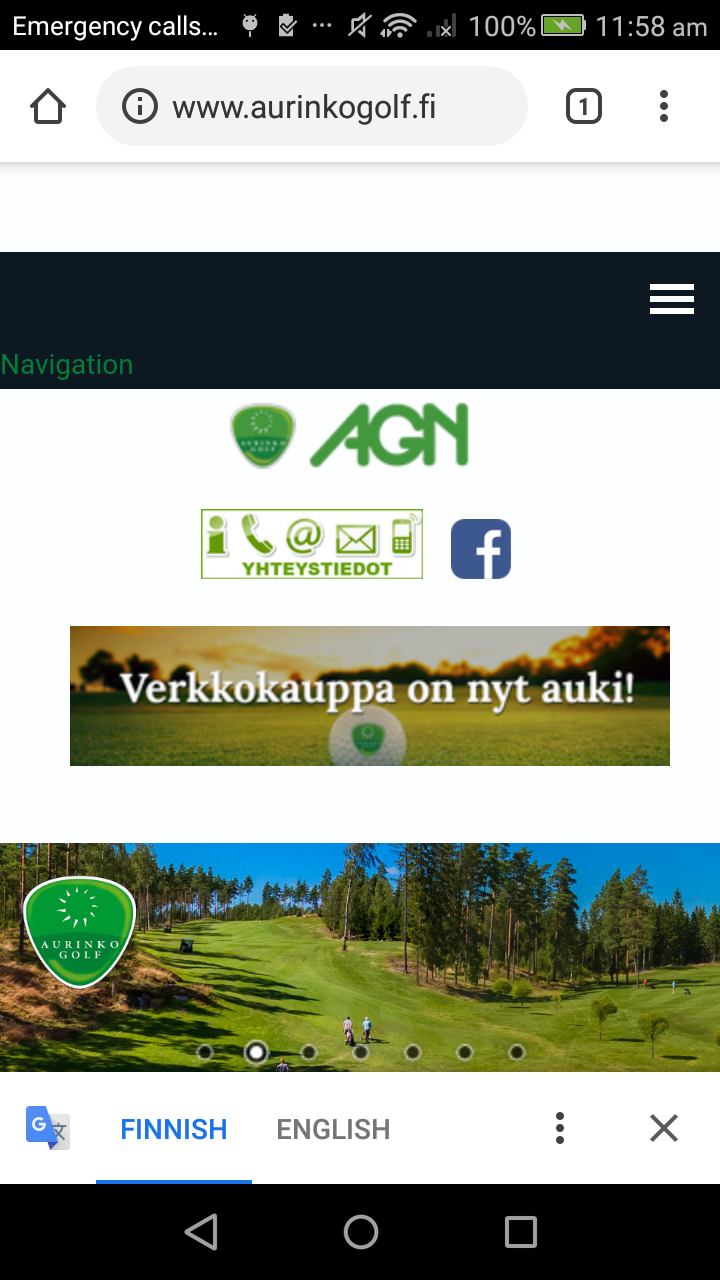 Emergency calls... 100% 11:58 am
www.aurinkogolf.fi 1
Navigation
AURINKO
GOLF
AGN
@
YHTEYSTIEDOT
f
Verkkokauppa on nyt auki!
AURINKO
GOLF
G 文 FINNISH ENGLISH